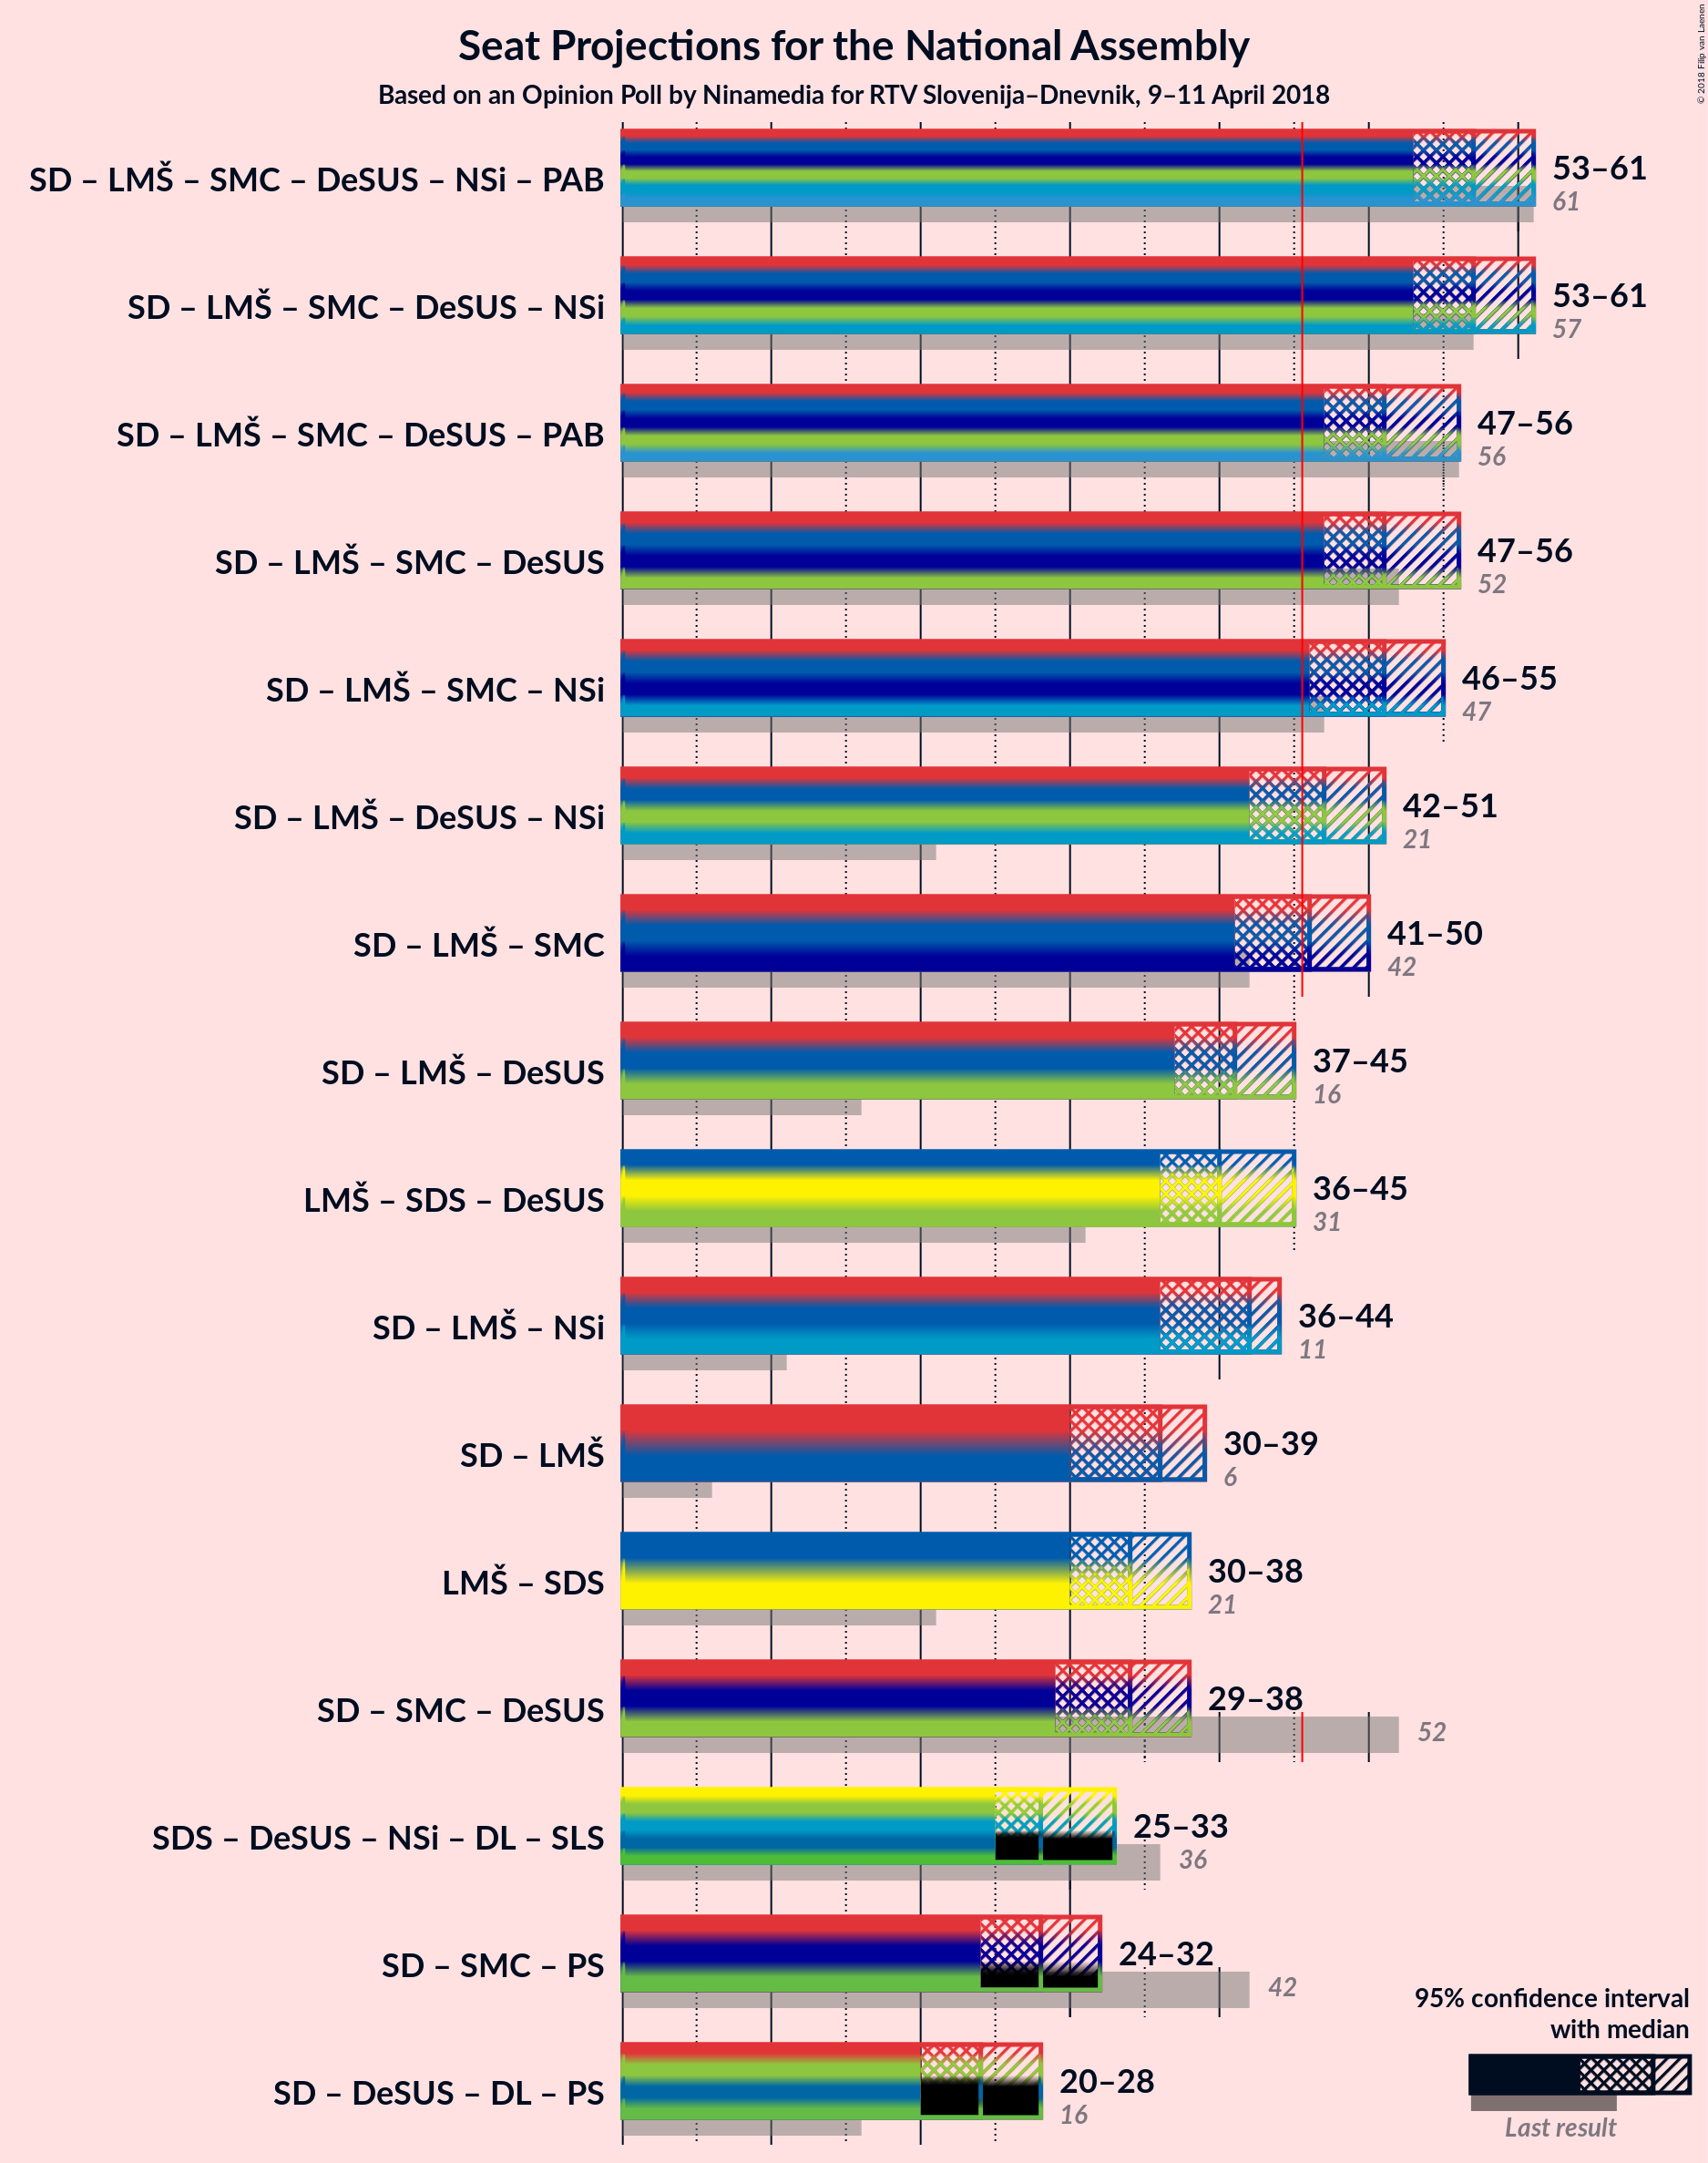 Seat Projections for the National Assembly
Based on an Opinion Poll by Ninamedia for RTV Slovenija–Dnevnik, 9–11 April 2018
© 2018 Filip van Laenen
SD – LMŠ – SMC – DeSUS – NSi – PAB
53–61
61
SD – LMŠ – SMC – DeSUS – NSi
53–61
57
SD – LMŠ – SMC – DeSUS – PAB
47–56
56
SD – LMŠ – SMC – DeSUS
47–56
52
SD – LMŠ – SMC – NSi
46–55
47
SD – LMŠ – DeSUS – NSi
42–51
21
SD – LMŠ – SMC
41–50
42
SD – LMŠ – DeSUS
37–45
16
LMŠ – SDS – DeSUS
36–45
31
SD – LMŠ – NSi
36–44
11
SD – LMŠ
30–39
6
LMŠ – SDS
30–38
21
SD – SMC – DeSUS
29–38
52
SDS – DeSUS – NSi – DL – SLS
25–33
36
SD – SMC – PS
24–32
42
SD – DeSUS – DL – PS
20–28
16
95% confidence interval
with median
Last result